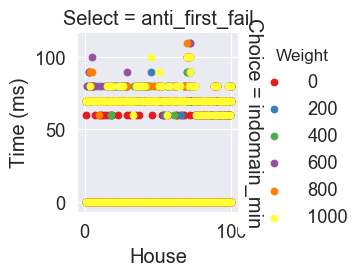 Select = anti_first_fail
Time (ms)
100
50
0
0
House
Choice = indomain_min
Weight
0
200
400
600
800
1000